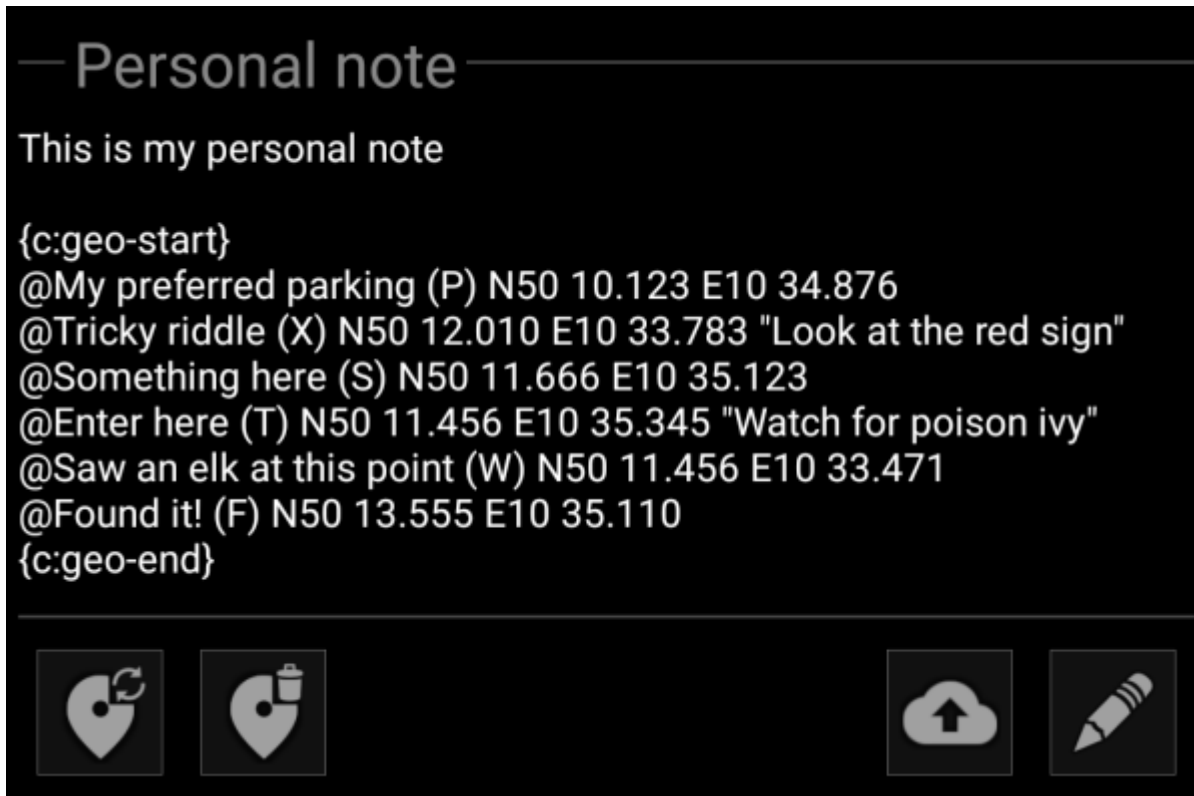 Personal note
This is my personal note
{c:geo-start}
@My preferred parking (P) N50 10.123 E10 34.876
@Tricky riddle (X) N50 12.010 E10 33.783 "Look at the red sign"
@Something here (S) N50 11.666 E10 35.123
@Enter here (T) N50 11.456 E10 35.345 "Watch for poison ivy"
@Saw an elk at this point (W) N50 11.456 E10 33.471
@Found it! (F) N50 13.555 E10 35.110
{c:geo-end}